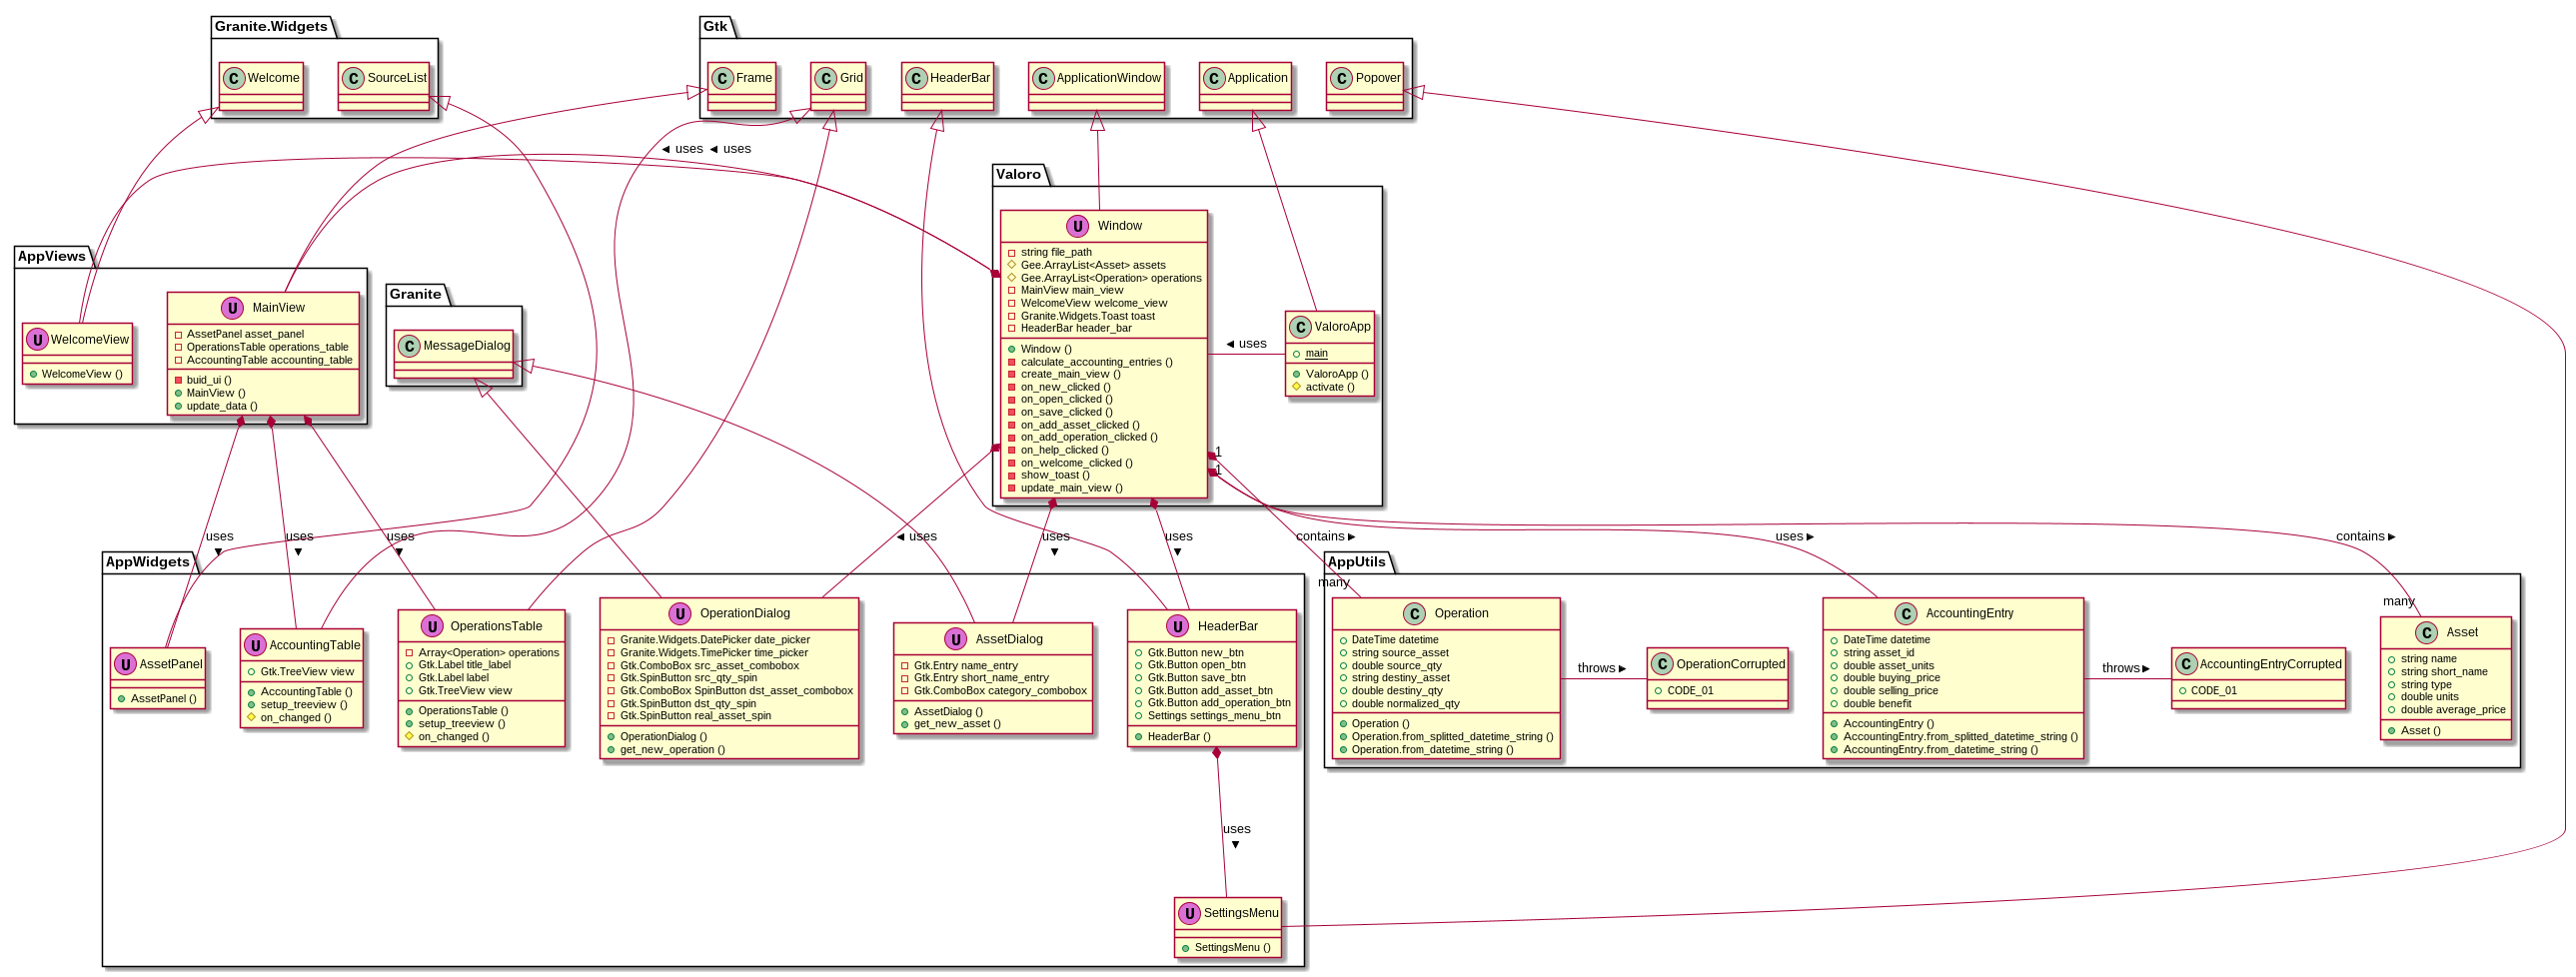 Granite.Widgets
C Welcome
C SourceList
Gtk
C Frame
C Grid
C HeaderBar
C ApplicationWindow
C Application
C Popover
◄ uses
◄ uses
Valoro
U Window
string file_path
Gee.ArrayList<Asset> assets
Gee.ArrayList<Operation> operations
MainView main_view
WelcomeView welcome_view
Granite.Widgets.Toast toast
HeaderBar header_bar
Window ()
calculate_accounting_entries ()
create_main_view ()
on_new_clicked ()
on_open_clicked ()
on_save_clicked ()
on_add_asset_clicked ()
on_add_operation_clicked ()
on_help_clicked ()
on_welcome_clicked ()
show_toast ()
update_main_view ()
◄ uses
C ValoroApp
main
ValoroApp ()
activate ()
AppViews
U WelcomeView
WelcomeView ()
U MainView
AssetPanel asset_panel
OperationsTable operations_table
AccountingTable accounting_table
buid_ui ()
MainView ()
update_data ()
Granite
C MessageDialog
1
1
uses
▼
uses
▼
uses
▼
◄ uses
uses
▼
uses
▼
contains ►
uses ►
contains ►
many
many
AppWidgets
U AssetPanel
AssetPanel ()
U AccountingTable
Gtk.TreeView view
AccountingTable ()
setup_treeview ()
on_changed ()
U OperationsTable
Array<Operation> operations
Gtk.Label title_label
Gtk.Label label
Gtk.TreeView view
OperationsTable ()
setup_treeview ()
on_changed ()
U OperationDialog
Granite.Widgets.DatePicker date_picker
Granite.Widgets.TimePicker time_picker
Gtk.ComboBox src_asset_combobox
Gtk.SpinButton src_qty_spin
Gtk.ComboBox SpinButton dst_asset_combobox
Gtk.SpinButton dst_qty_spin
Gtk.SpinButton real_asset_spin
OperationDialog ()
get_new_operation ()
U AssetDialog
Gtk.Entry name_entry
Gtk.Entry short_name_entry
Gtk.ComboBox category_combobox
AssetDialog ()
get_new_asset ()
U HeaderBar
Gtk.Button new_btn
Gtk.Button open_btn
Gtk.Button save_btn
Gtk.Button add_asset_btn
Gtk.Button add_operation_btn
Settings settings_menu_btn
HeaderBar ()
uses
▼
U SettingsMenu
SettingsMenu ()
AppUtils
C Operation
DateTime datetime
string source_asset
double source_qty
string destiny_asset
double destiny_qty
double normalized_qty
Operation ()
Operation.from_splitted_datetime_string ()
Operation.from_datetime_string ()
throws ►
C OperationCorrupted
CODE_01
C AccountingEntry
DateTime datetime
string asset_id
double asset_units
double buying_price
double selling_price
double benefit
AccountingEntry ()
AccountingEntry.from_splitted_datetime_string ()
AccountingEntry.from_datetime_string ()
throws ►
C AccountingEntryCorrupted
CODE_01
C Asset
string name
string short_name
string type
double units
double average_price
Asset ()